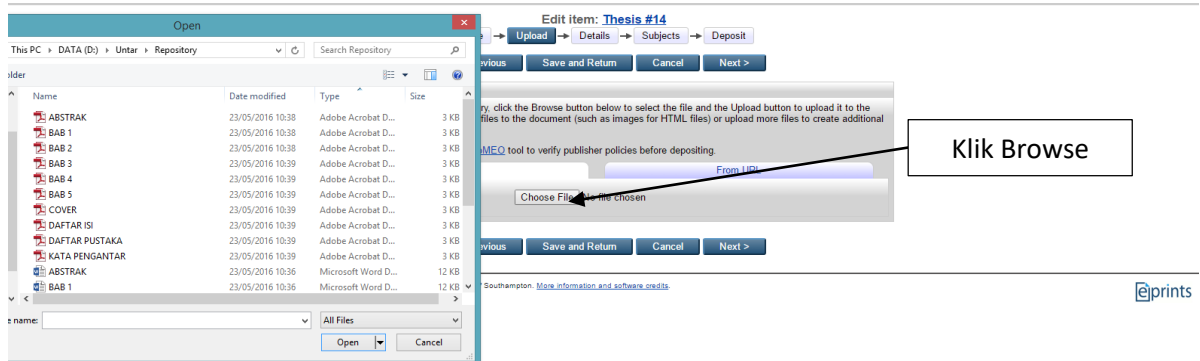 Open
This PC ▸ DATA (D:) ▸ Untar ▸ Repository
Search Repository
Name Date modified Type Size
ABSTRAK 23/05/2016 10:38 Adobe Acrobat D... 3 KB
BAB 1 23/05/2016 10:38 Adobe Acrobat D... 3 KB
BAB 2 23/05/2016 10:38 Adobe Acrobat D... 3 KB
BAB 3 23/05/2016 10:39 Adobe Acrobat D... 3 KB
BAB 4 23/05/2016 10:39 Adobe Acrobat D... 3 KB
BAB 5 23/05/2016 10:39 Adobe Acrobat D... 3 KB
COVER 23/05/2016 10:39 Adobe Acrobat D... 3 KB
DAFTAR ISI 23/05/2016 10:39 Adobe Acrobat D... 3 KB
DAFTAR PUSTAKA 23/05/2016 10:39 Adobe Acrobat D... 3 KB
KATA PENGANTAR 23/05/2016 10:39 Adobe Acrobat D... 3 KB
ABSTRAK 23/05/2016 10:36 Microsoft Word D... 12 KB
BAB 1 23/05/2016 10:36 Microsoft Word D... 12 KB
name: All Files
Open Cancel
Edit item: Thesis #14
Upload → Details → Subjects → Deposit
Save and Return Cancel Next >
click the Browse button below to select the file and the Upload button to upload it to the
files to the document (such as images for HTML files) or upload more files to create additional
tool to verify publisher policies before depositing.
From URL
Choose File No file chosen
Klik Browse
Save and Return Cancel Next >
Southampton. More information and software credits.
eprints